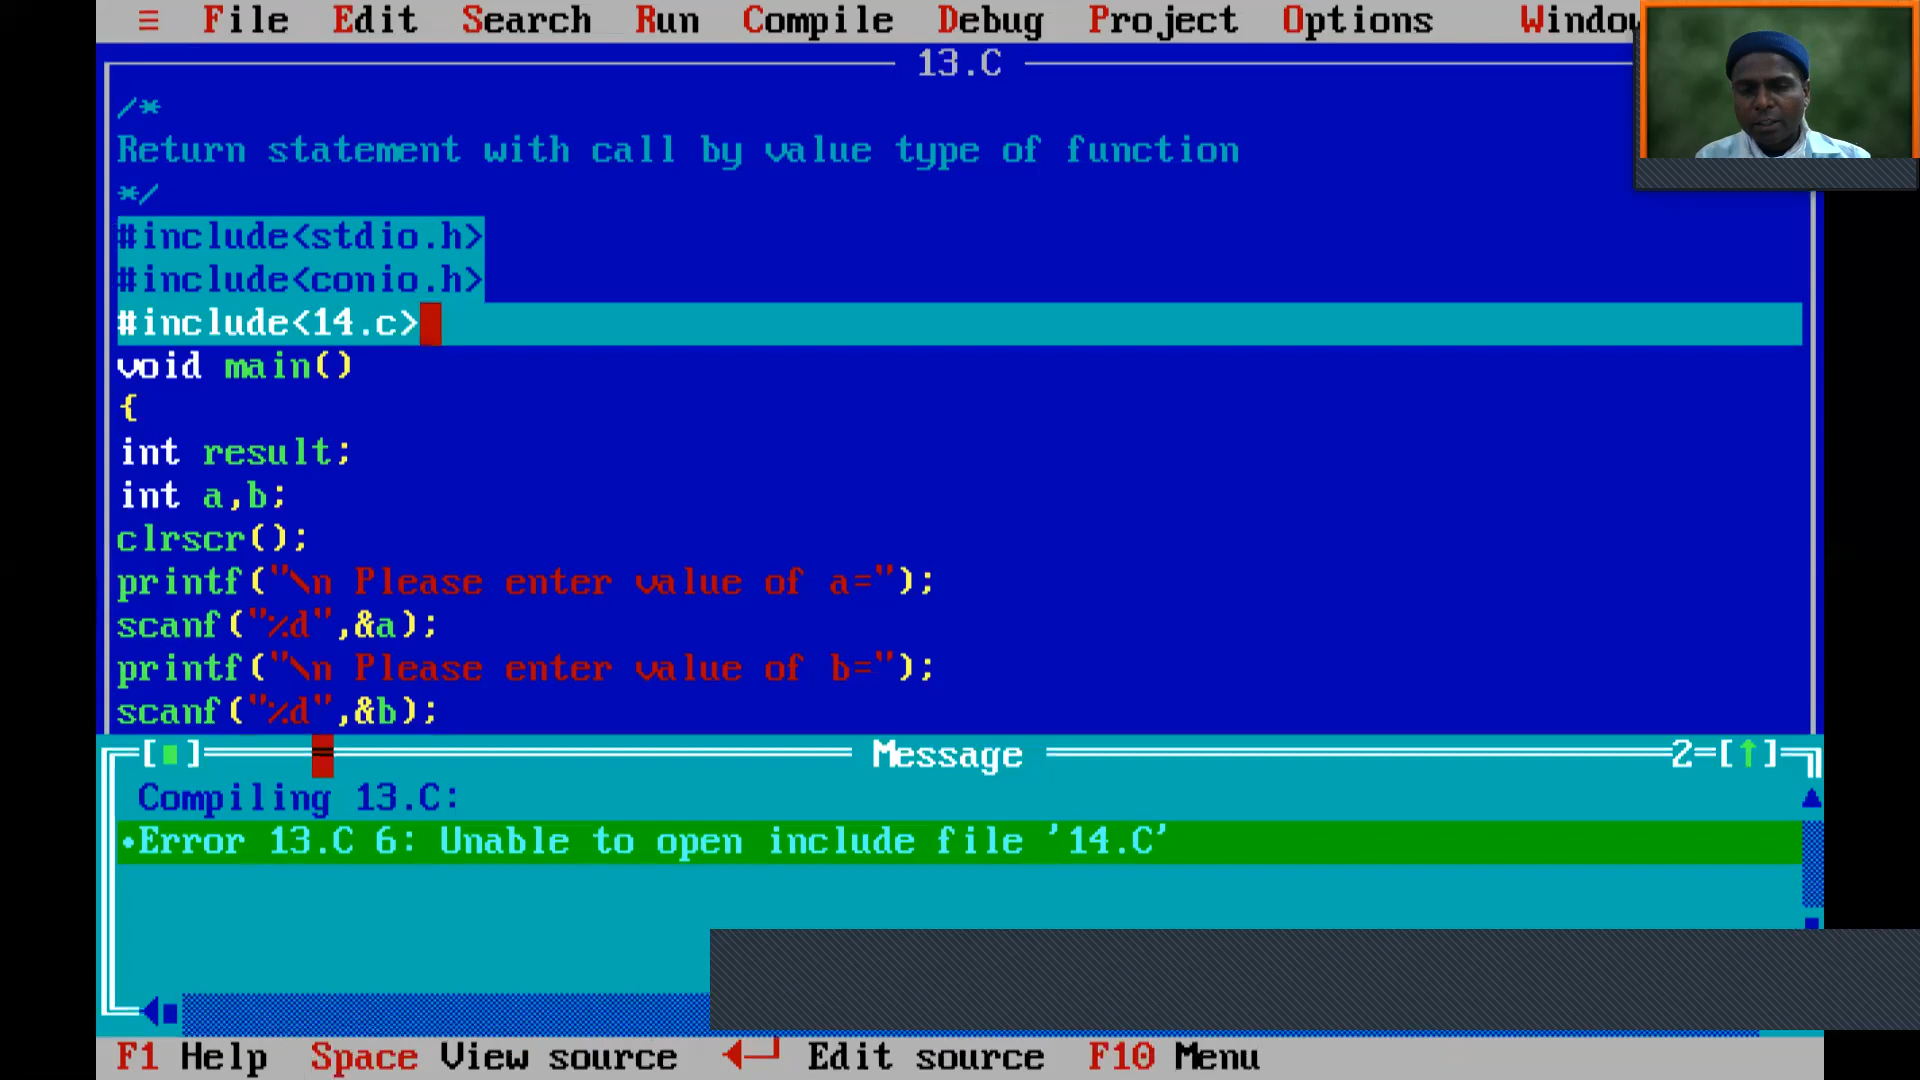 ≡ File Edit Search Run Compile Debug Project Options Window
13.C
/*
Return statement with call by value type of function
*/
#include<stdio.h>
#include<conio.h>
#include<14.c>
void main()
{
int result;
int a,b;
clrscr();
printf("\n Please enter value of a=");
scanf("%d",&a);
printf("\n Please enter value of b=");
scanf("%d",&b);
Message 2=[↑]
Compiling 13.C:
•Error 13.C 6: Unable to open include file '14.C'
F1 Help Space View source ←┘ Edit source F10 Menu